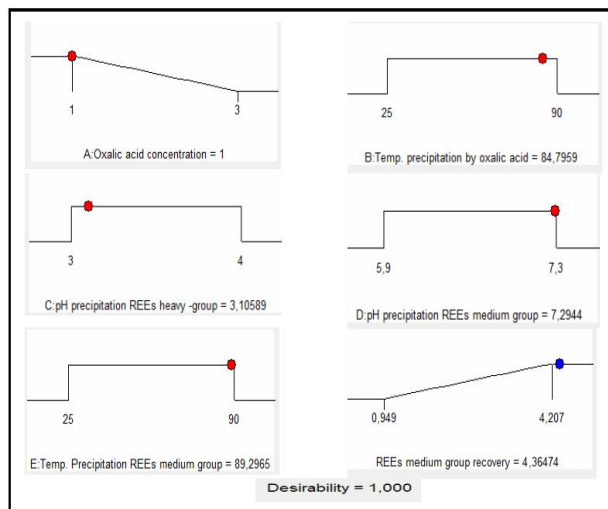 1
3
A:Oxalic acid concentration = 1
25
90
B:Temp. precipitation by oxalic acid = 84,7959
3
4
C:pH precipitation REEs heavy -group = 3,10589
5,9
7,3
D:pH precipitation REEs medium group = 7,2944
25
90
E:Temp. Precipitation REEs medium group = 89,2965
0,949
4,207
REEs medium group recovery = 4,36474
Desirability = 1,000